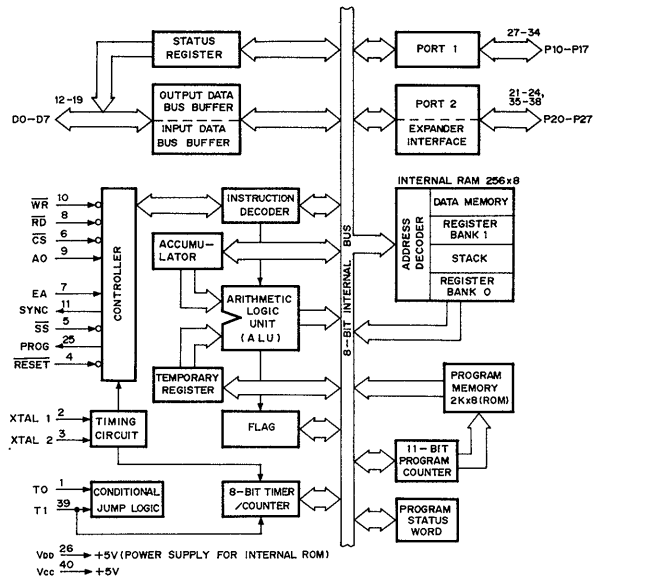 STATUS
REGISTER
PORT 1
27-34
P10-P17
12-19
D0-D7
OUTPUT DATA
BUS BUFFER
INPUT DATA
BUS BUFFER
PORT 2
EXPANDER
INTERFACE
21-24,
35-38
P20-P27
INTERNAL RAM 256x8
ADDRESS
DECODER
DATA MEMORY
REGISTER
BANK 1
STACK
REGISTER
BANK 0
WR 10
RD 8
CS 6
A0 9
EA 7
SYNC 11
SS 5
PROG 25
RESET 4
CONTROLLER
INSTRUCTION
DECODER
ACCUMU-
LATOR
ARITHMETIC
LOGIC
UNIT
(ALU)
8-BIT INTERNAL BUS
TEMPORARY
REGISTER
PROGRAM
MEMORY
2Kx8(ROM)
XTAL 1 2
XTAL 2 3
TIMING
CIRCUIT
FLAG
11-BIT
PROGRAM
COUNTER
T0 1
T1 39
CONDITIONAL
JUMP LOGIC
8-BIT TIMER
/COUNTER
PROGRAM
STATUS
WORD
VDD 26 +5V (POWER SUPPLY FOR INTERNAL ROM)
Vcc 40 +5V